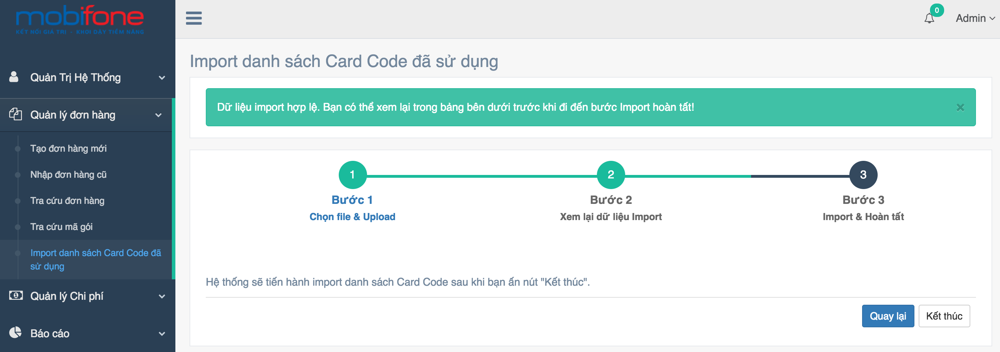 mobifone
KẾT NỐI GIÁ TRỊ - KHƠI DẬY TIỀM NĂNG
0
Admin
Quản Trị Hệ Thống
Quản lý đơn hàng
Tạo đơn hàng mới
Nhập đơn hàng cũ
Tra cứu đơn hàng
Tra cứu mã gói
Import danh sách Card Code đã
sử dụng
Quản lý Chi phí
Báo cáo
Import danh sách Card Code đã sử dụng
Dữ liệu import hợp lệ. Bạn có thể xem lại trong bảng bên dưới trước khi đi đến bước Import hoàn tất!
×
1
Bước 1
Chọn file & Upload
2
Bước 2
Xem lại dữ liệu Import
3
Bước 3
Import & Hoàn tất
Hệ thống sẽ tiến hành import danh sách Card Code sau khi bạn ấn nút "Kết thúc".
Quay lại
Kết thúc